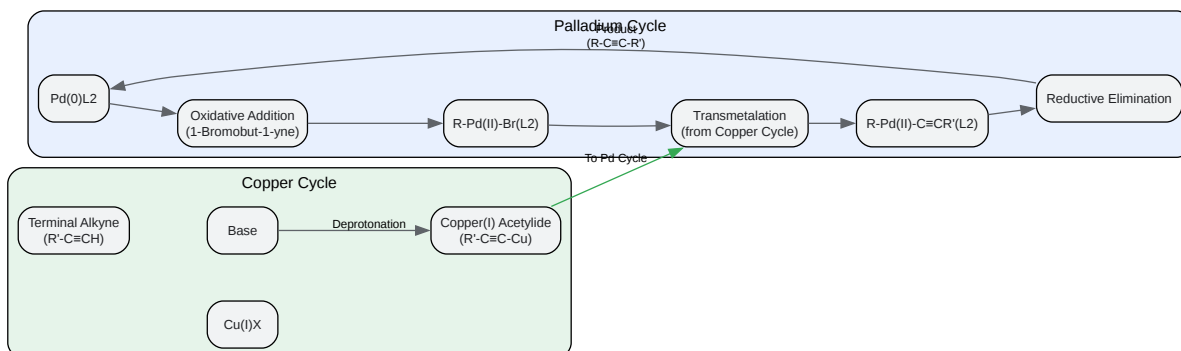 Palladium Cycle
Product
(R-C≡C-R')
Pd(0)L2
Oxidative Addition
(1-Bromobut-1-yne)
R-Pd(II)-Br(L2)
Transmetalation
(from Copper Cycle)
R-Pd(II)-C≡CR'(L2)
Reductive Elimination
To Pd Cycle
Copper Cycle
Terminal Alkyne
(R'-C≡CH)
Base
Deprotonation
Copper(I) Acetylide
(R'-C≡C-Cu)
Cu(I)X